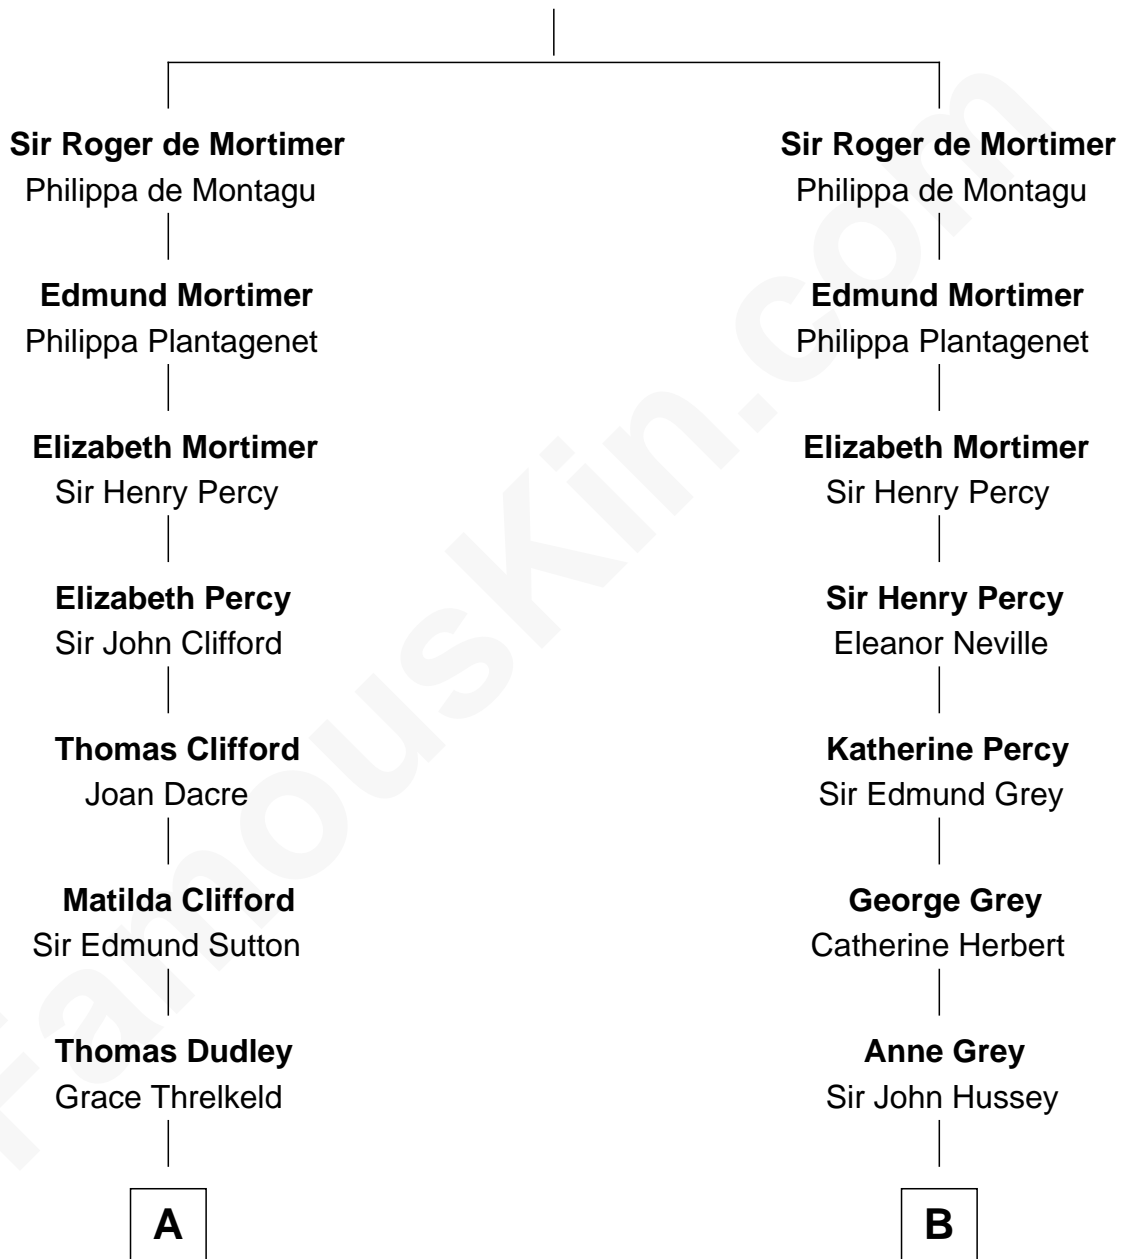 Sir Roger de Mortimer
Philippa de Montagu
Edmund Mortimer
Philippa Plantagenet
Elizabeth Mortimer
Sir Henry Percy
Elizabeth Percy
Sir John Clifford
Thomas Clifford
Joan Dacre
Matilda Clifford
Sir Edmund Sutton
Thomas Dudley
Grace Threlkeld
A
Sir Roger de Mortimer
Philippa de Montagu
Edmund Mortimer
Philippa Plantagenet
Elizabeth Mortimer
Sir Henry Percy
Sir Henry Percy
Eleanor Neville
Katherine Percy
Sir Edmund Grey
George Grey
Catherine Herbert
Anne Grey
Sir John Hussey
B
FamousKin.com